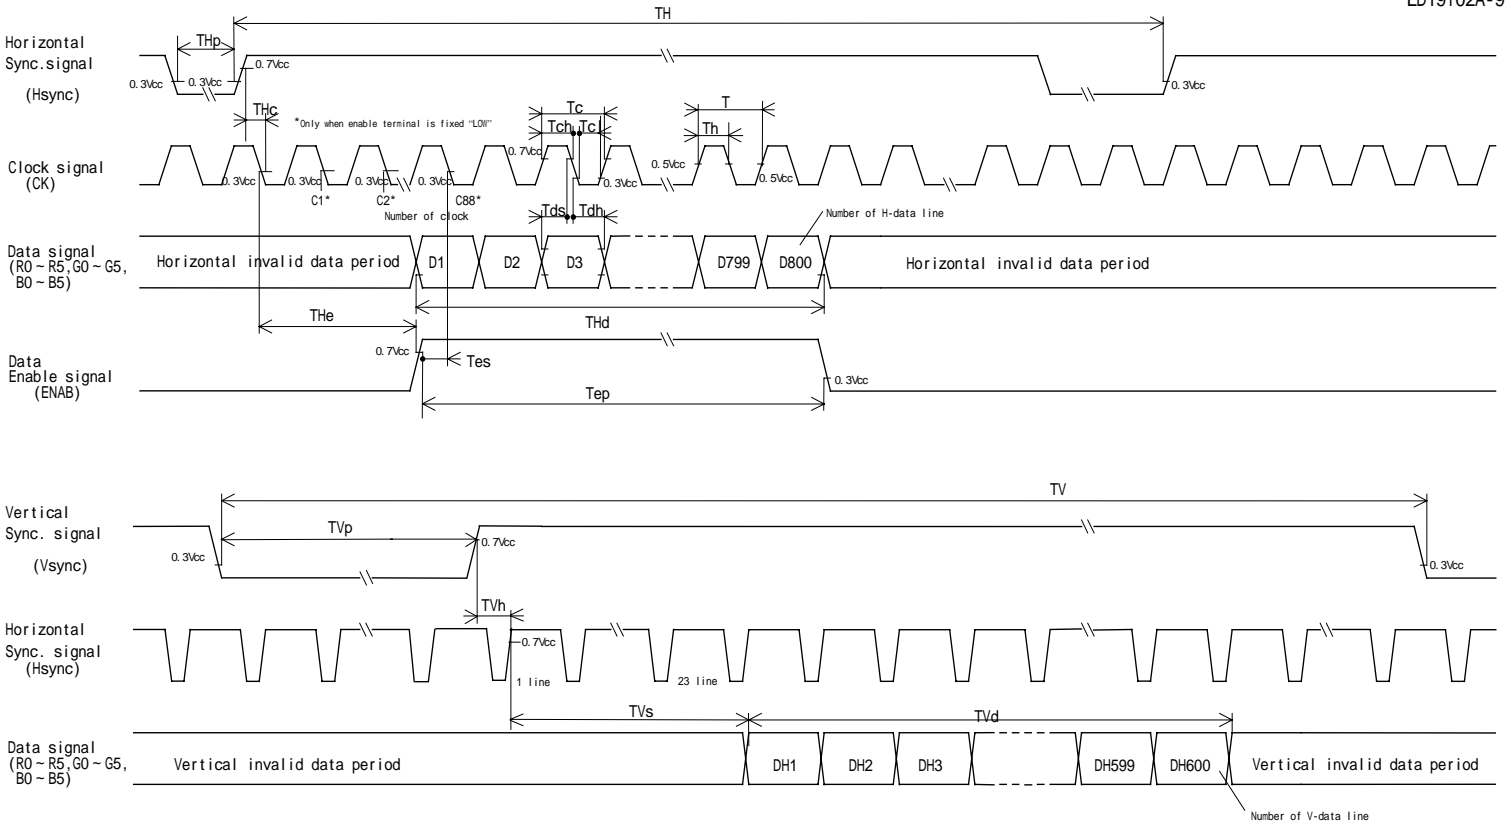 TH
Horizontal
Sync.signal
(Hsync)
THp
0.3Vcc
0.3Vcc
0.7Vcc
0.3Vcc
THc
*Only when enable terminal is fixed "LOW"
Tc
Tch
Tcl
T
Th
Clock signal
(CK)
0.3Vcc
0.3Vcc
0.3Vcc
0.3Vcc
0.7Vcc
0.3Vcc
0.5Vcc
0.5Vcc
C1*
C2*
C88*
Number of clock
Tds
Tdh
Number of H-data line
Data signal
(R0~R5,G0~G5,
B0~B5)
Horizontal invalid data period
D1
D2
D3
D799
D800
Horizontal invalid data period
THe
THd
Data
Enable signal
(ENAB)
0.7Vcc
Tes
0.3Vcc
Tep
TV
Vertical
Sync. signal
(Vsync)
TVp
0.3Vcc
0.7Vcc
0.3Vcc
TVh
Horizontal
Sync. signal
(Hsync)
0.7Vcc
1 line
23 line
TVs
TVd
Data signal
(R0~R5,G0~G5,
B0~B5)
Vertical invalid data period
DH1
DH2
DH3
DH599
DH600
Vertical invalid data period
Number of V-data line